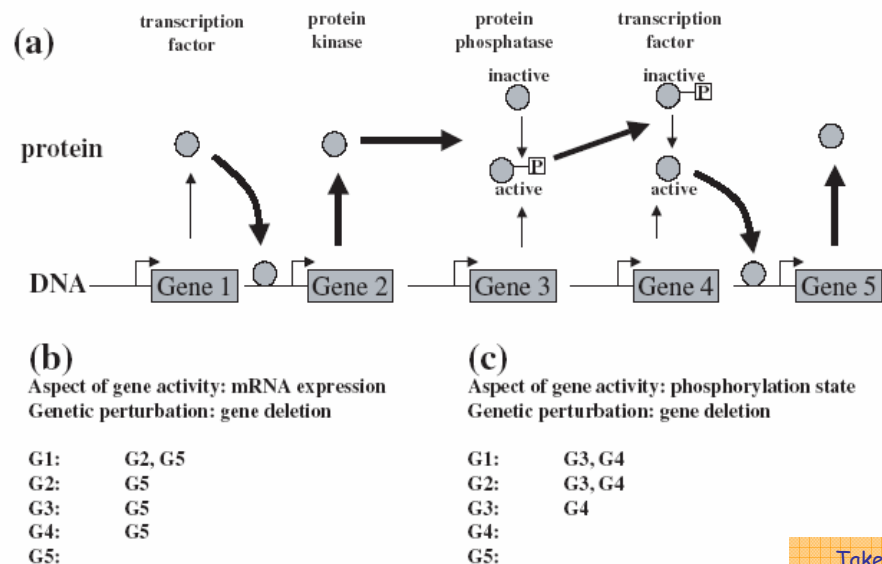 (a)
transcription
factor
protein
kinase
protein
phosphatase
transcription
factor
inactive
inactive
P
protein
P
active
active
DNA
Gene 1
Gene 2
Gene 3
Gene 4
Gene 5
(b)
Aspect of gene activity: mRNA expression
Genetic perturbation: gene deletion
G1: G2, G5
G2: G5
G3: G5
G4: G5
G5:
(c)
Aspect of gene activity: phosphorylation state
Genetic perturbation: gene deletion
G1: G3, G4
G2: G3, G4
G3: G4
G4:
G5:
Take